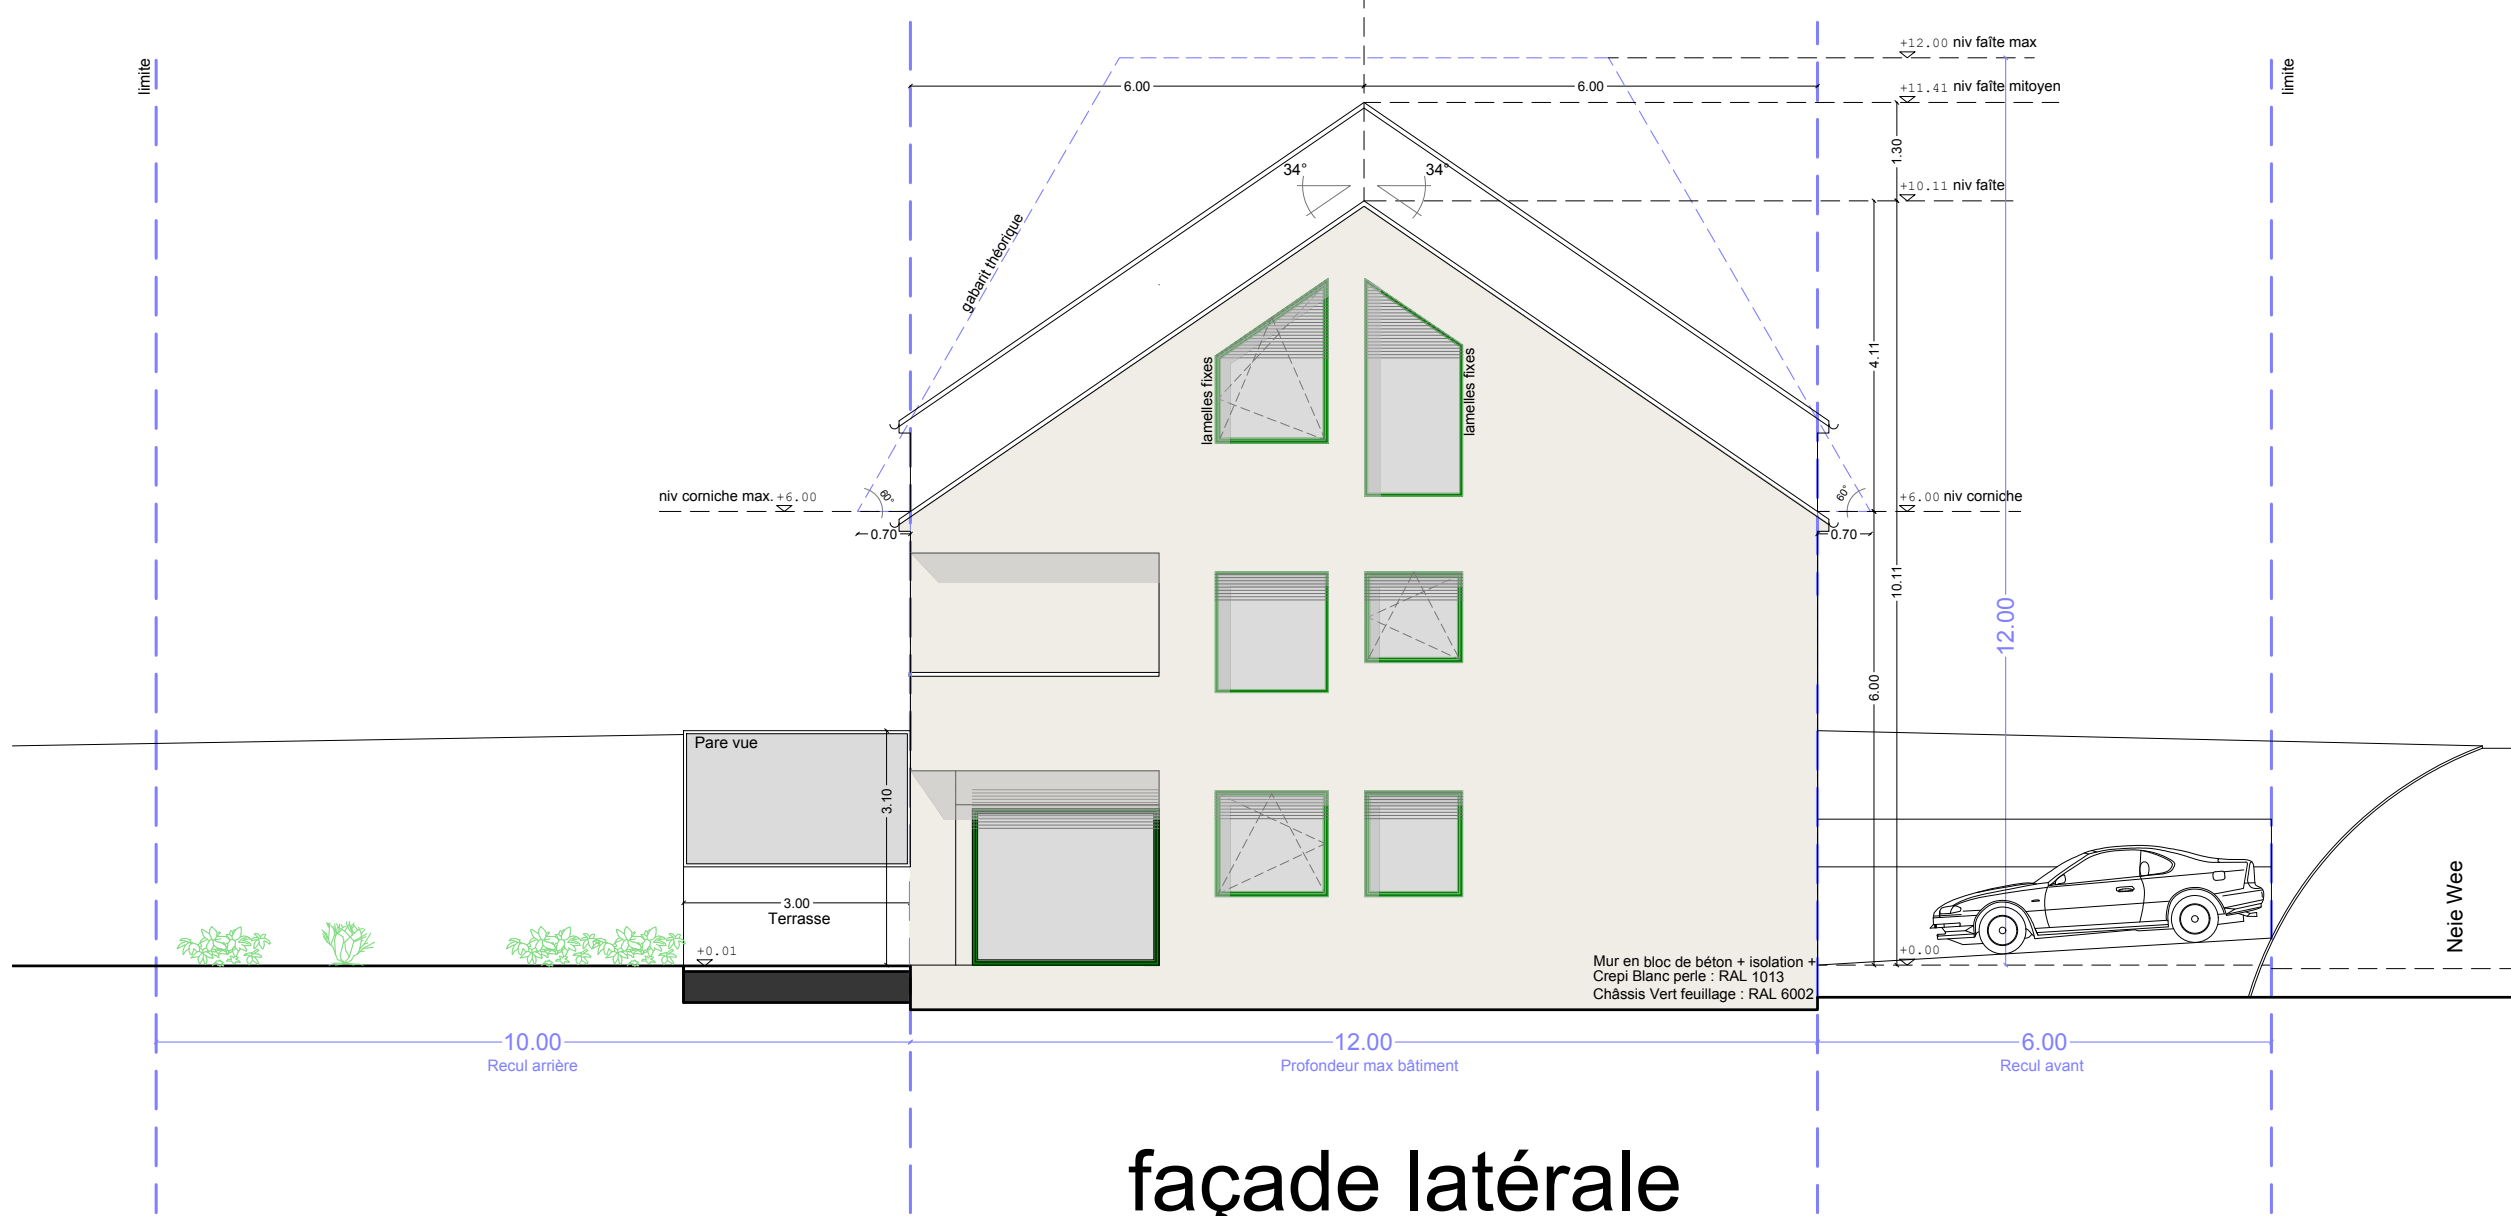 limite
+12.00 niv faîte max
+11.41 niv faîte mitoyen
limite
6.00
6.00
1.30
34°
34°
+10.11 niv faîte
gabarit théorique
lamelles fixes
lamelles fixes
4.11
niv corniche max. +6.00
60°
60°
+6.00 niv corniche
0.70
0.70
10.11
12.00
6.00
Pare vue
3.10
3.00
Terrasse
+0.01
+0.00
Neie Wee
Mur en bloc de béton + isolation +
Crepi Blanc perle : RAL 1013
Châssis Vert feuillage : RAL 6002
10.00
Recul arrière
12.00
Profondeur max bâtiment
6.00
Recul avant
façade latérale